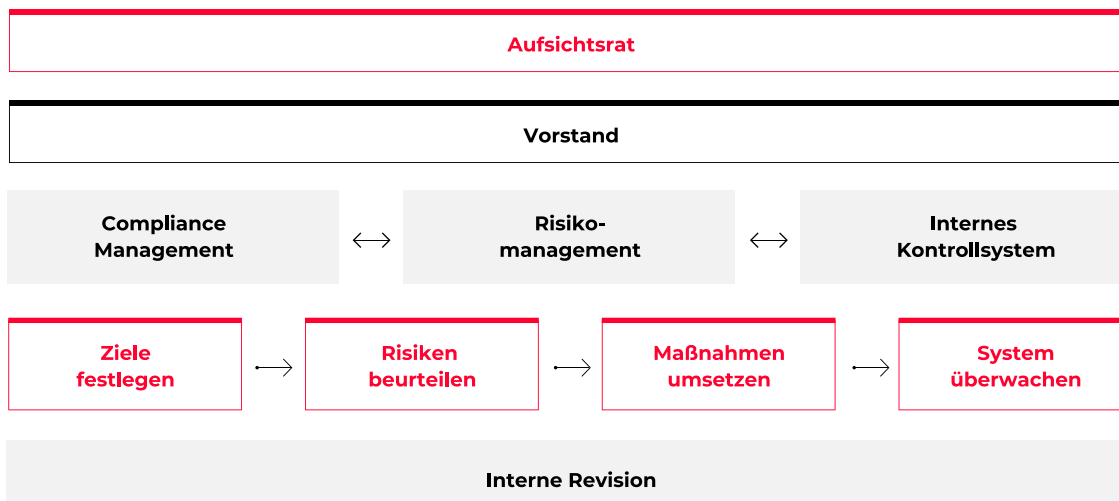 Aufsichtsrat
Vorstand
Compliance
Management
Risiko-
management
Internes
Kontrollsystem
Ziele
festlegen
Risiken
beurteilen
Maßnahmen
umsetzen
System
überwachen
Interne Revision